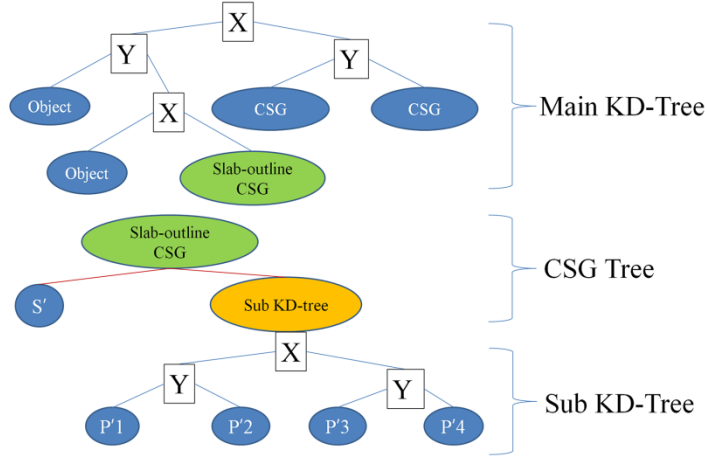 X
Y
Y
Object
CSG
CSG
Main KD-Tree
X
Object
Slab-outline
CSG
Slab-outline
CSG
CSG Tree
S'
Sub KD-tree
X
Y
Y
Sub KD-Tree
P'1
P'2
P'3
P'4